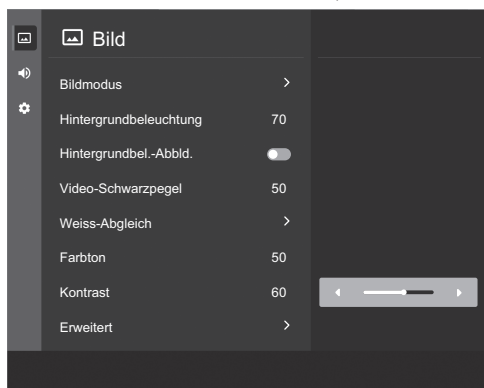 Bild
Bildmodus
Hintergrundbeleuchtung 70
Hintergrundbel.-Abbld.
Video-Schwarzpegel 50
Weiss-Abgleich
Farbton 50
Kontrast 60
Erweitert